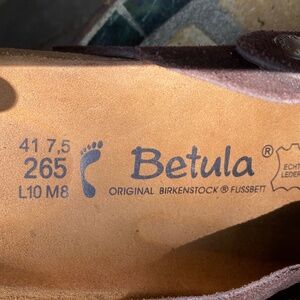 41 7,5
265
L10 M8
Betula®
ORIGINAL BIRKENSTOCK ® FUSSBETT
ECHT
LEDER